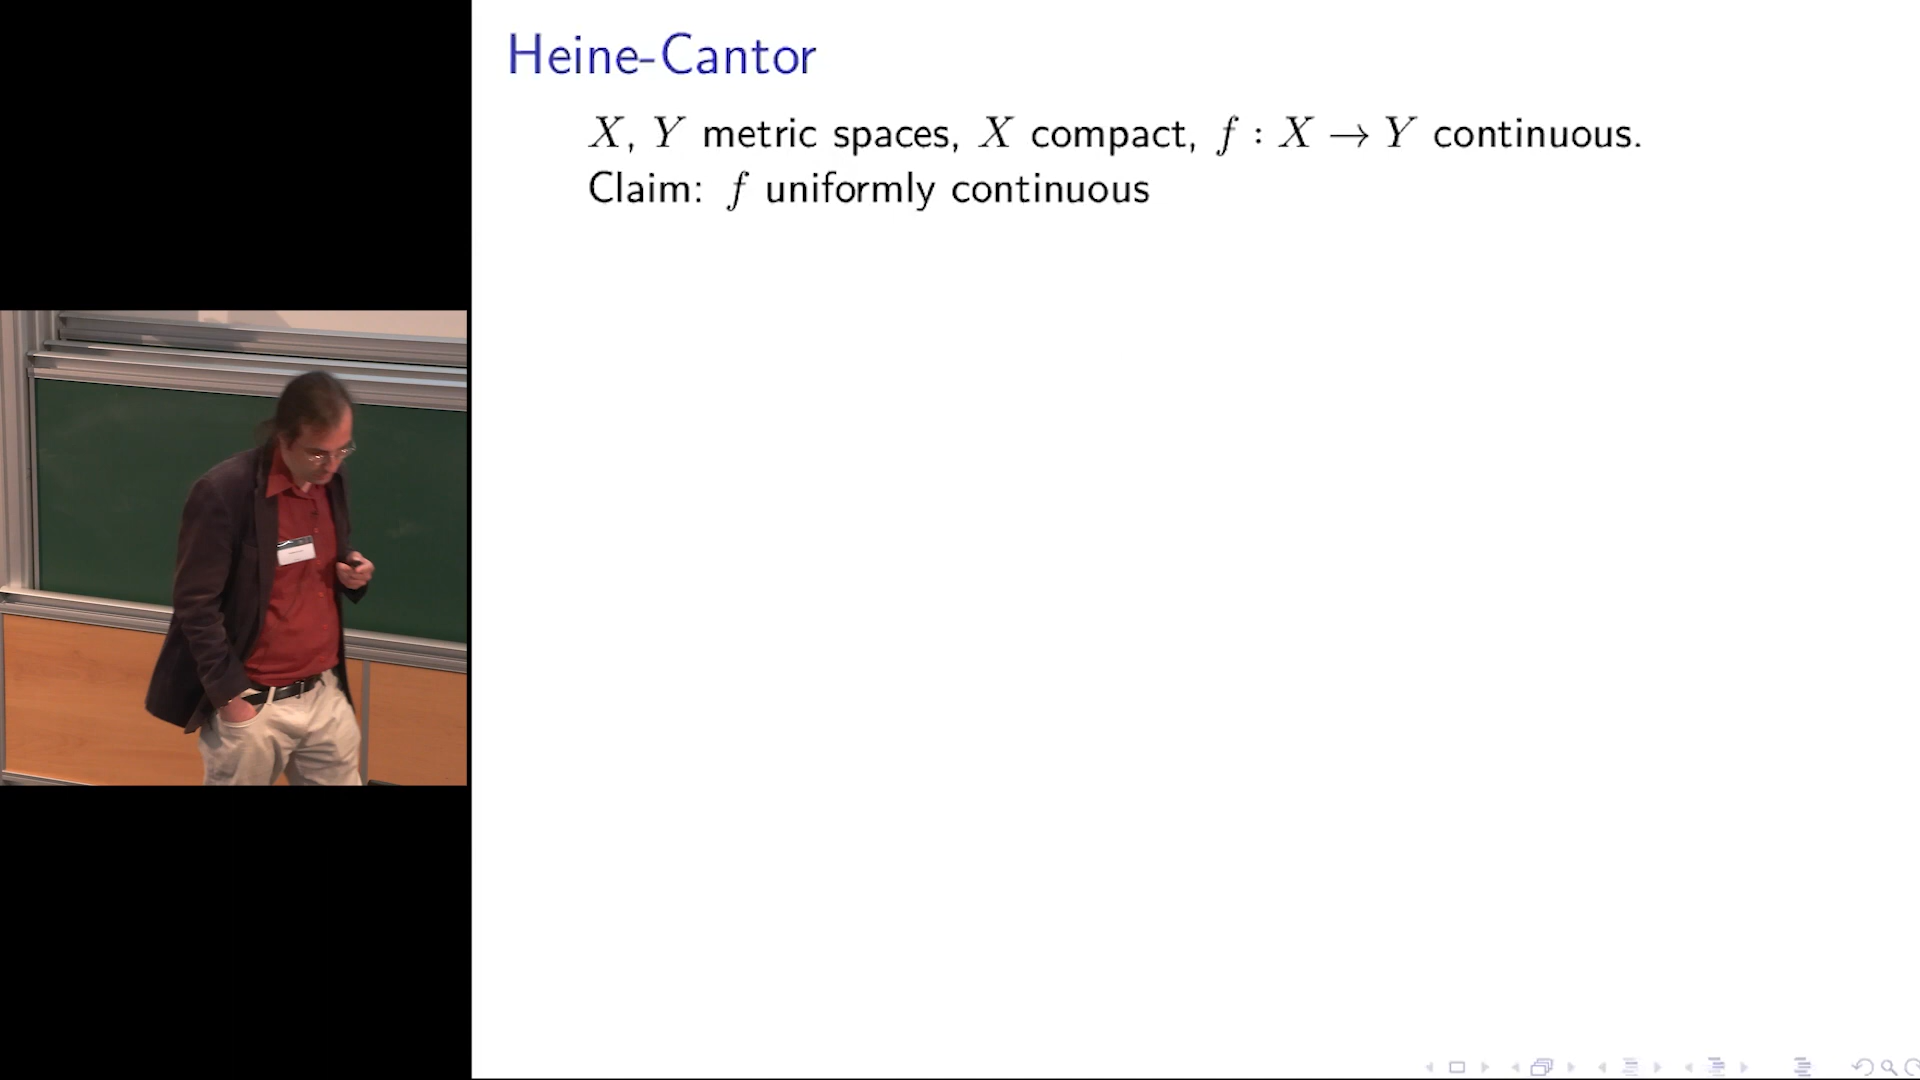 Heine-Cantor
X, Y metric spaces, X compact, f : X → Y continuous.
Claim: f uniformly continuous